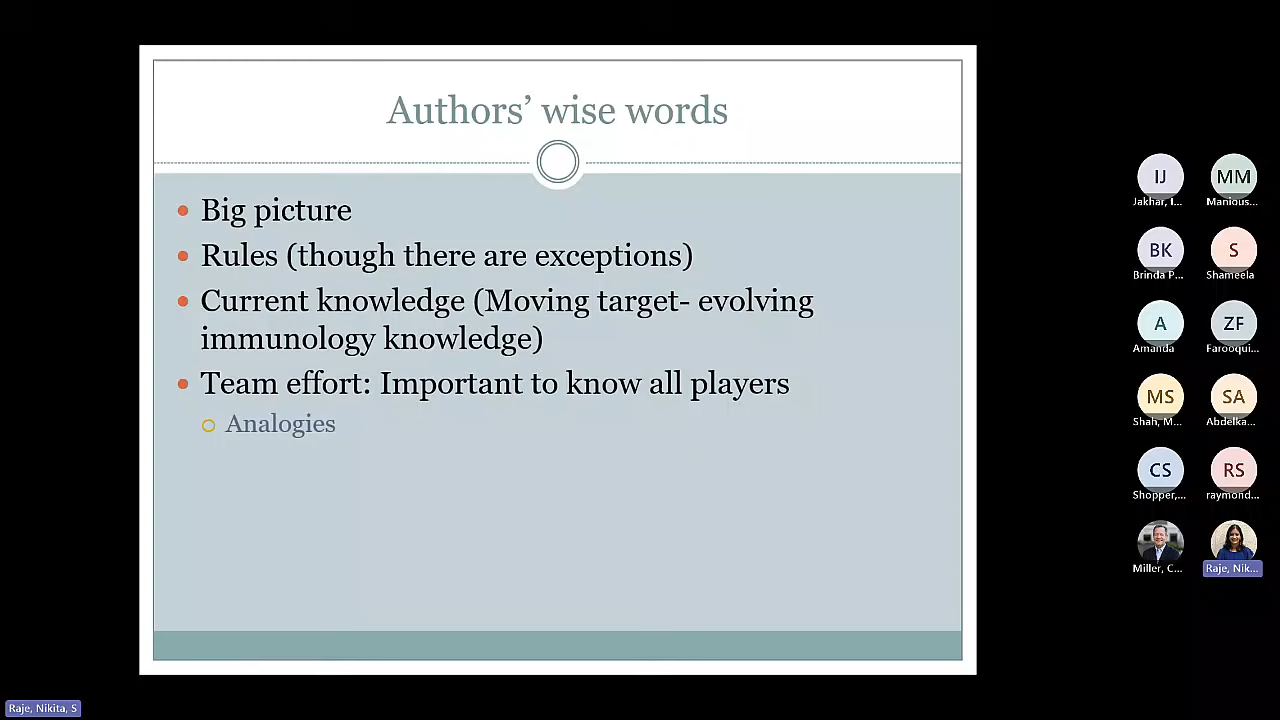 Authors’ wise words
Big picture
Rules (though there are exceptions)
Current knowledge (Moving target- evolving
immunology knowledge)
Team effort: Important to know all players
Analogies
IJ
MM
Jakhar, I...
Manious...
BK
S
Brinda P...
Shameela
A
ZF
Amanda
Farooqui...
MS
SA
Shah, M...
Abdelka...
CS
RS
Shopper,...
raymond...
Miller, C...
Raje, Nik...
Raje, Nikita, S